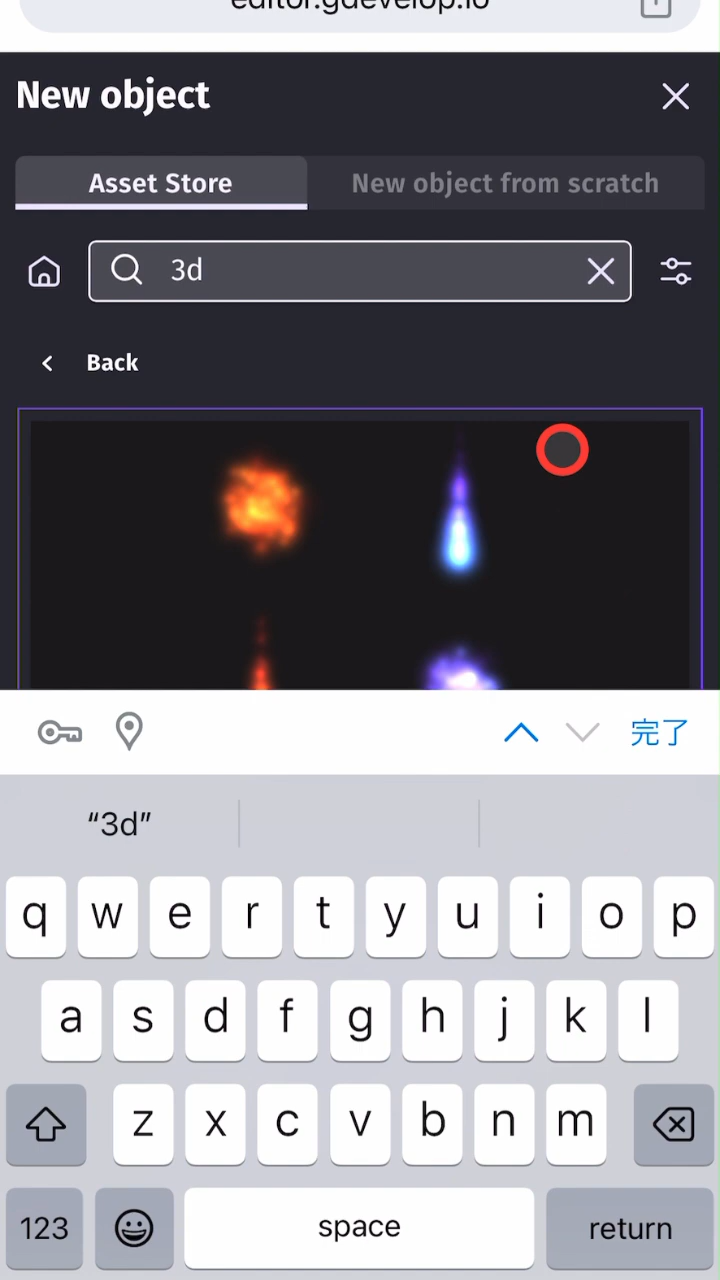 editor.gdevelop.io
New object
Asset Store
New object from scratch
3d
Back
完了
“3d”
q w e r t y u i o p
a s d f g h j k l
z x c v b n m
123 space return